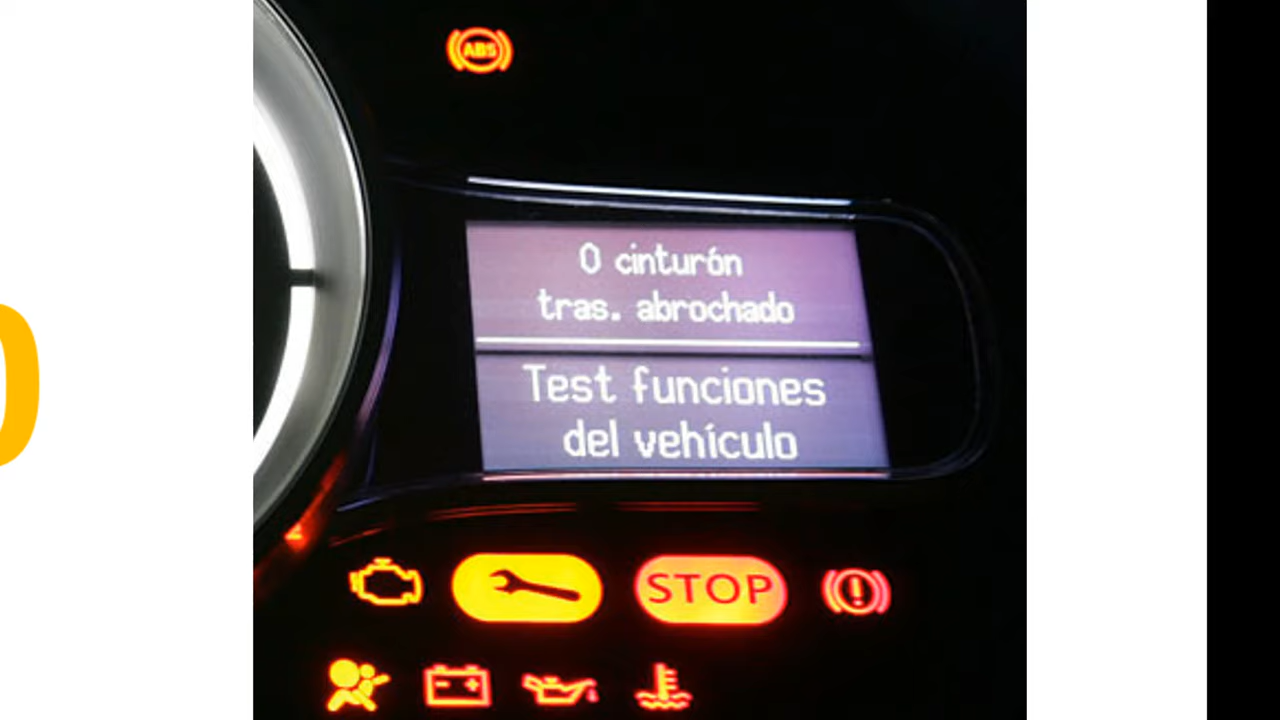 ABS
0 cinturón
tras. abrochado
Test funciones
del vehículo
STOP